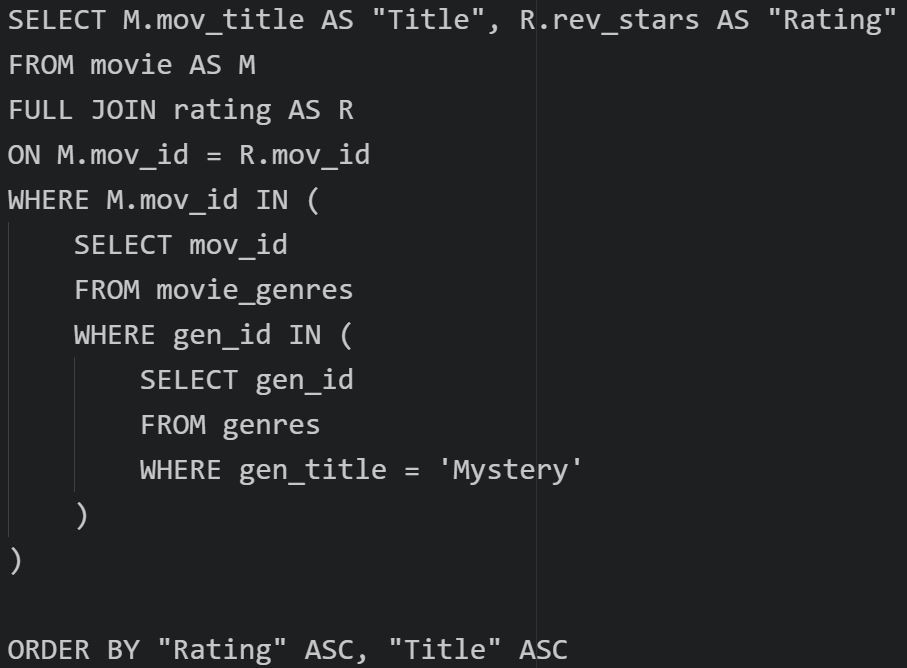 SELECT M.mov_title AS "Title", R.rev_stars AS "Rating"
FROM movie AS M
FULL JOIN rating AS R
ON M.mov_id = R.mov_id
WHERE M.mov_id IN (
    SELECT mov_id
    FROM movie_genres
    WHERE gen_id IN (
        SELECT gen_id
        FROM genres
        WHERE gen_title = 'Mystery'
    )
)

ORDER BY "Rating" ASC, "Title" ASC